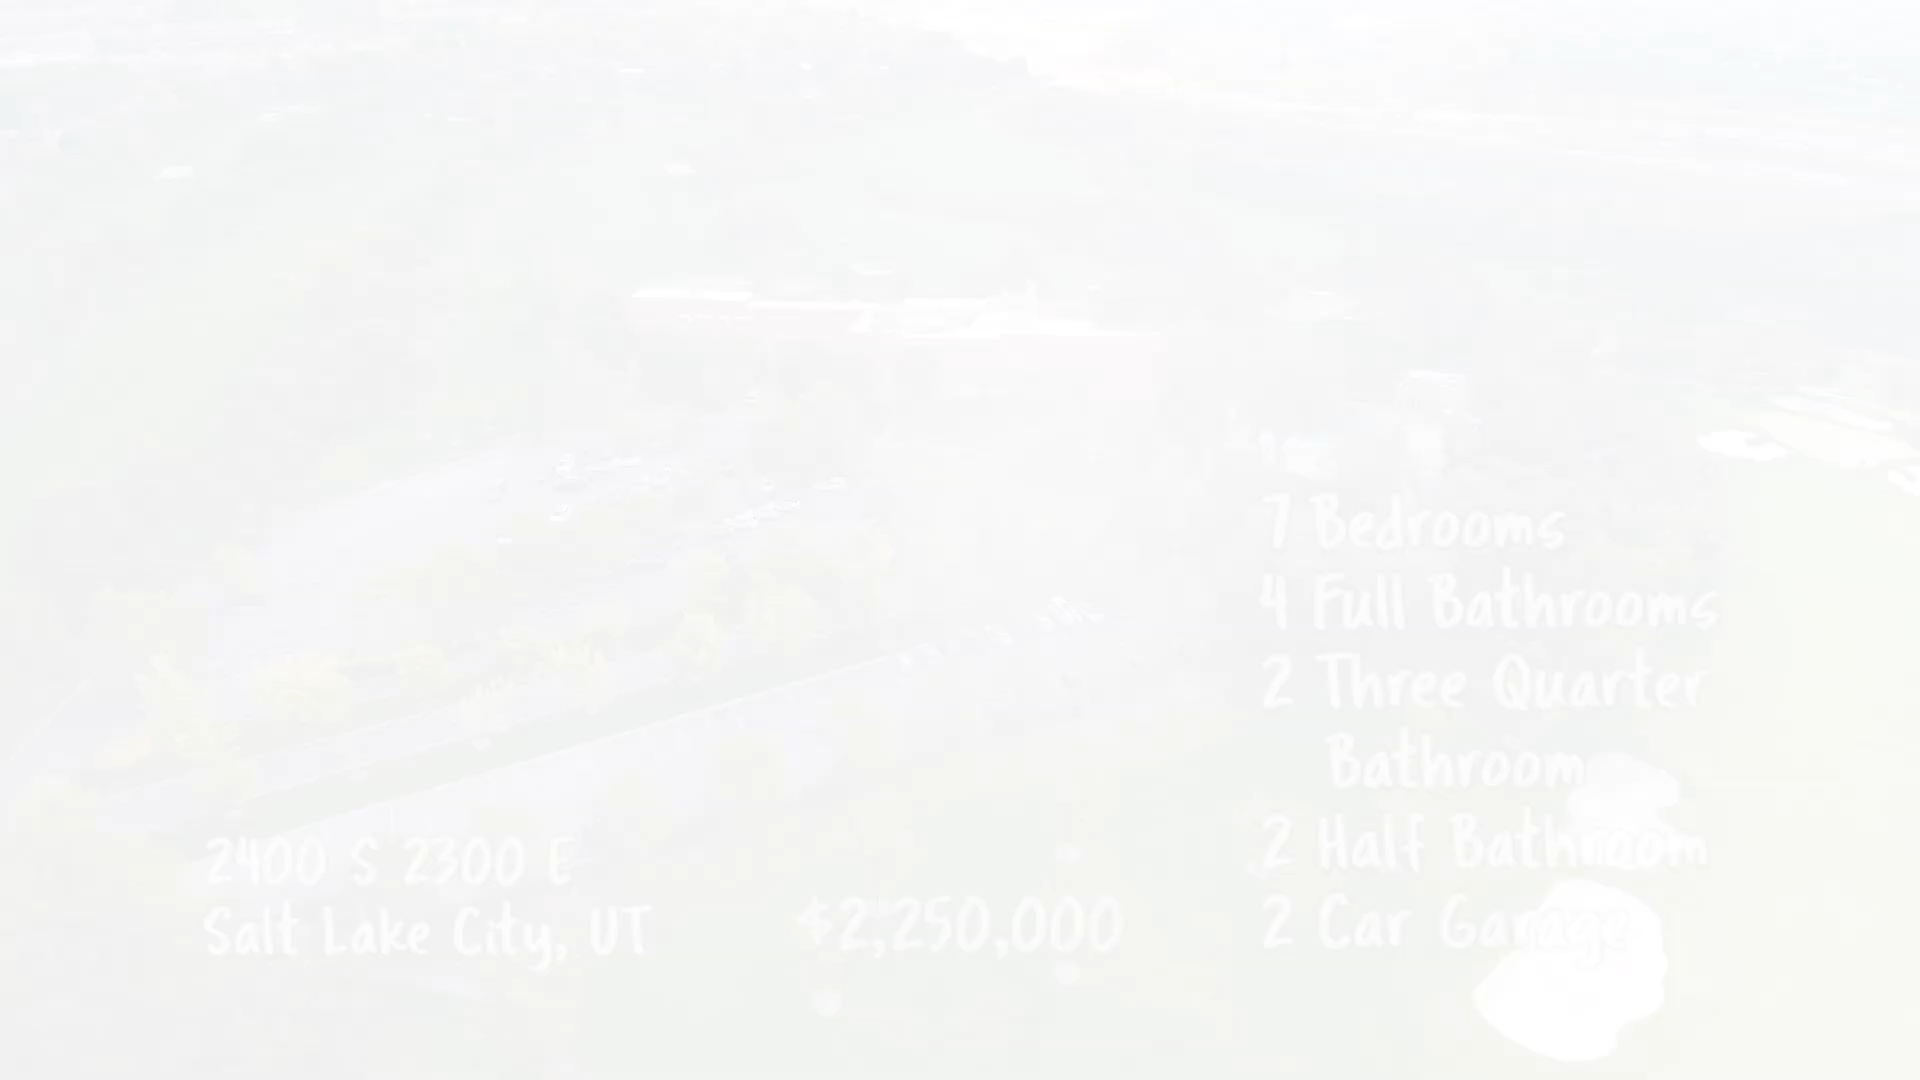 7 Bedrooms
4 Full Bathrooms
2 Three Quarter
Bathroom
2 Half Bathroom
2 Car Garage
2400 S 2300 E
Salt Lake City, UT
$2,250,000